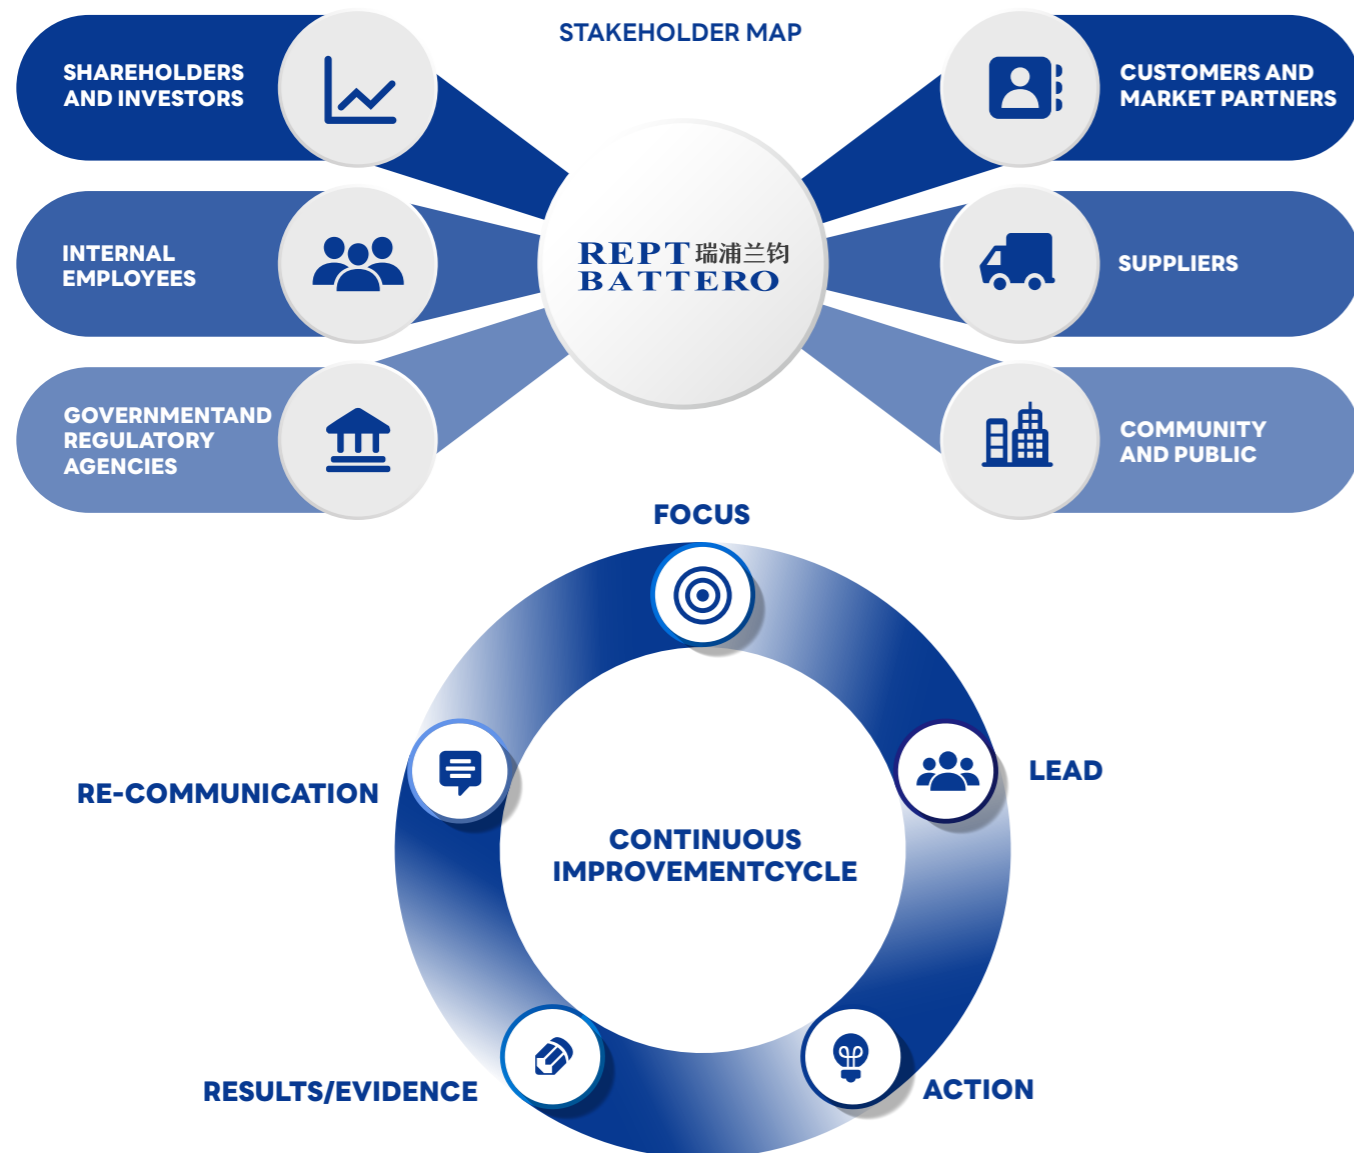 STAKEHOLDER MAP
SHAREHOLDERS
AND INVESTORS
CUSTOMERS AND
MARKET PARTNERS
INTERNAL
EMPLOYEES
REPT 瑞浦兰钧
BATTERO
SUPPLIERS
GOVERNMENTAND
REGULATORY
AGENCIES
COMMUNITY
AND PUBLIC
FOCUS
LEAD
RE-COMMUNICATION
CONTINUOUS
IMPROVEMENTCYCLE
RESULTS/EVIDENCE
ACTION